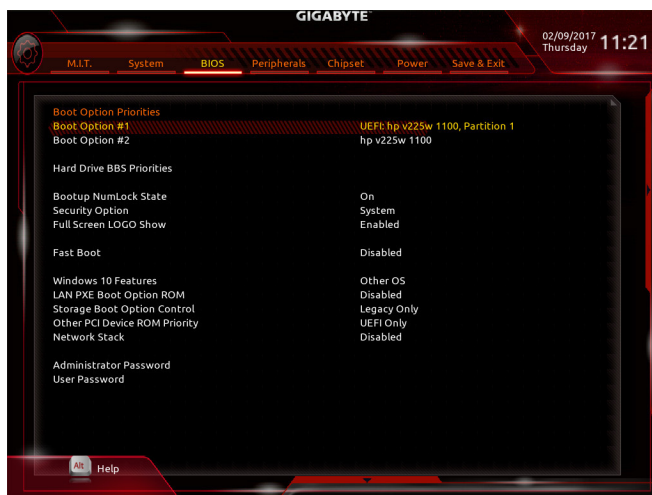 GIGABYTE™
02/09/2017 Thursday 11:21
M.I.T. System BIOS Peripherals Chipset Power Save & Exit
Boot Option Priorities
Boot Option #1 UEFI: hp v225w 1100, Partition 1
Boot Option #2 hp v225w 1100
Hard Drive BBS Priorities
Bootup NumLock State On
Security Option System
Full Screen LOGO Show Enabled
Fast Boot Disabled
Windows 10 Features Other OS
LAN PXE Boot Option ROM Disabled
Storage Boot Option Control Legacy Only
Other PCI Device ROM Priority UEFI Only
Network Stack Disabled
Administrator Password
User Password
Alt Help